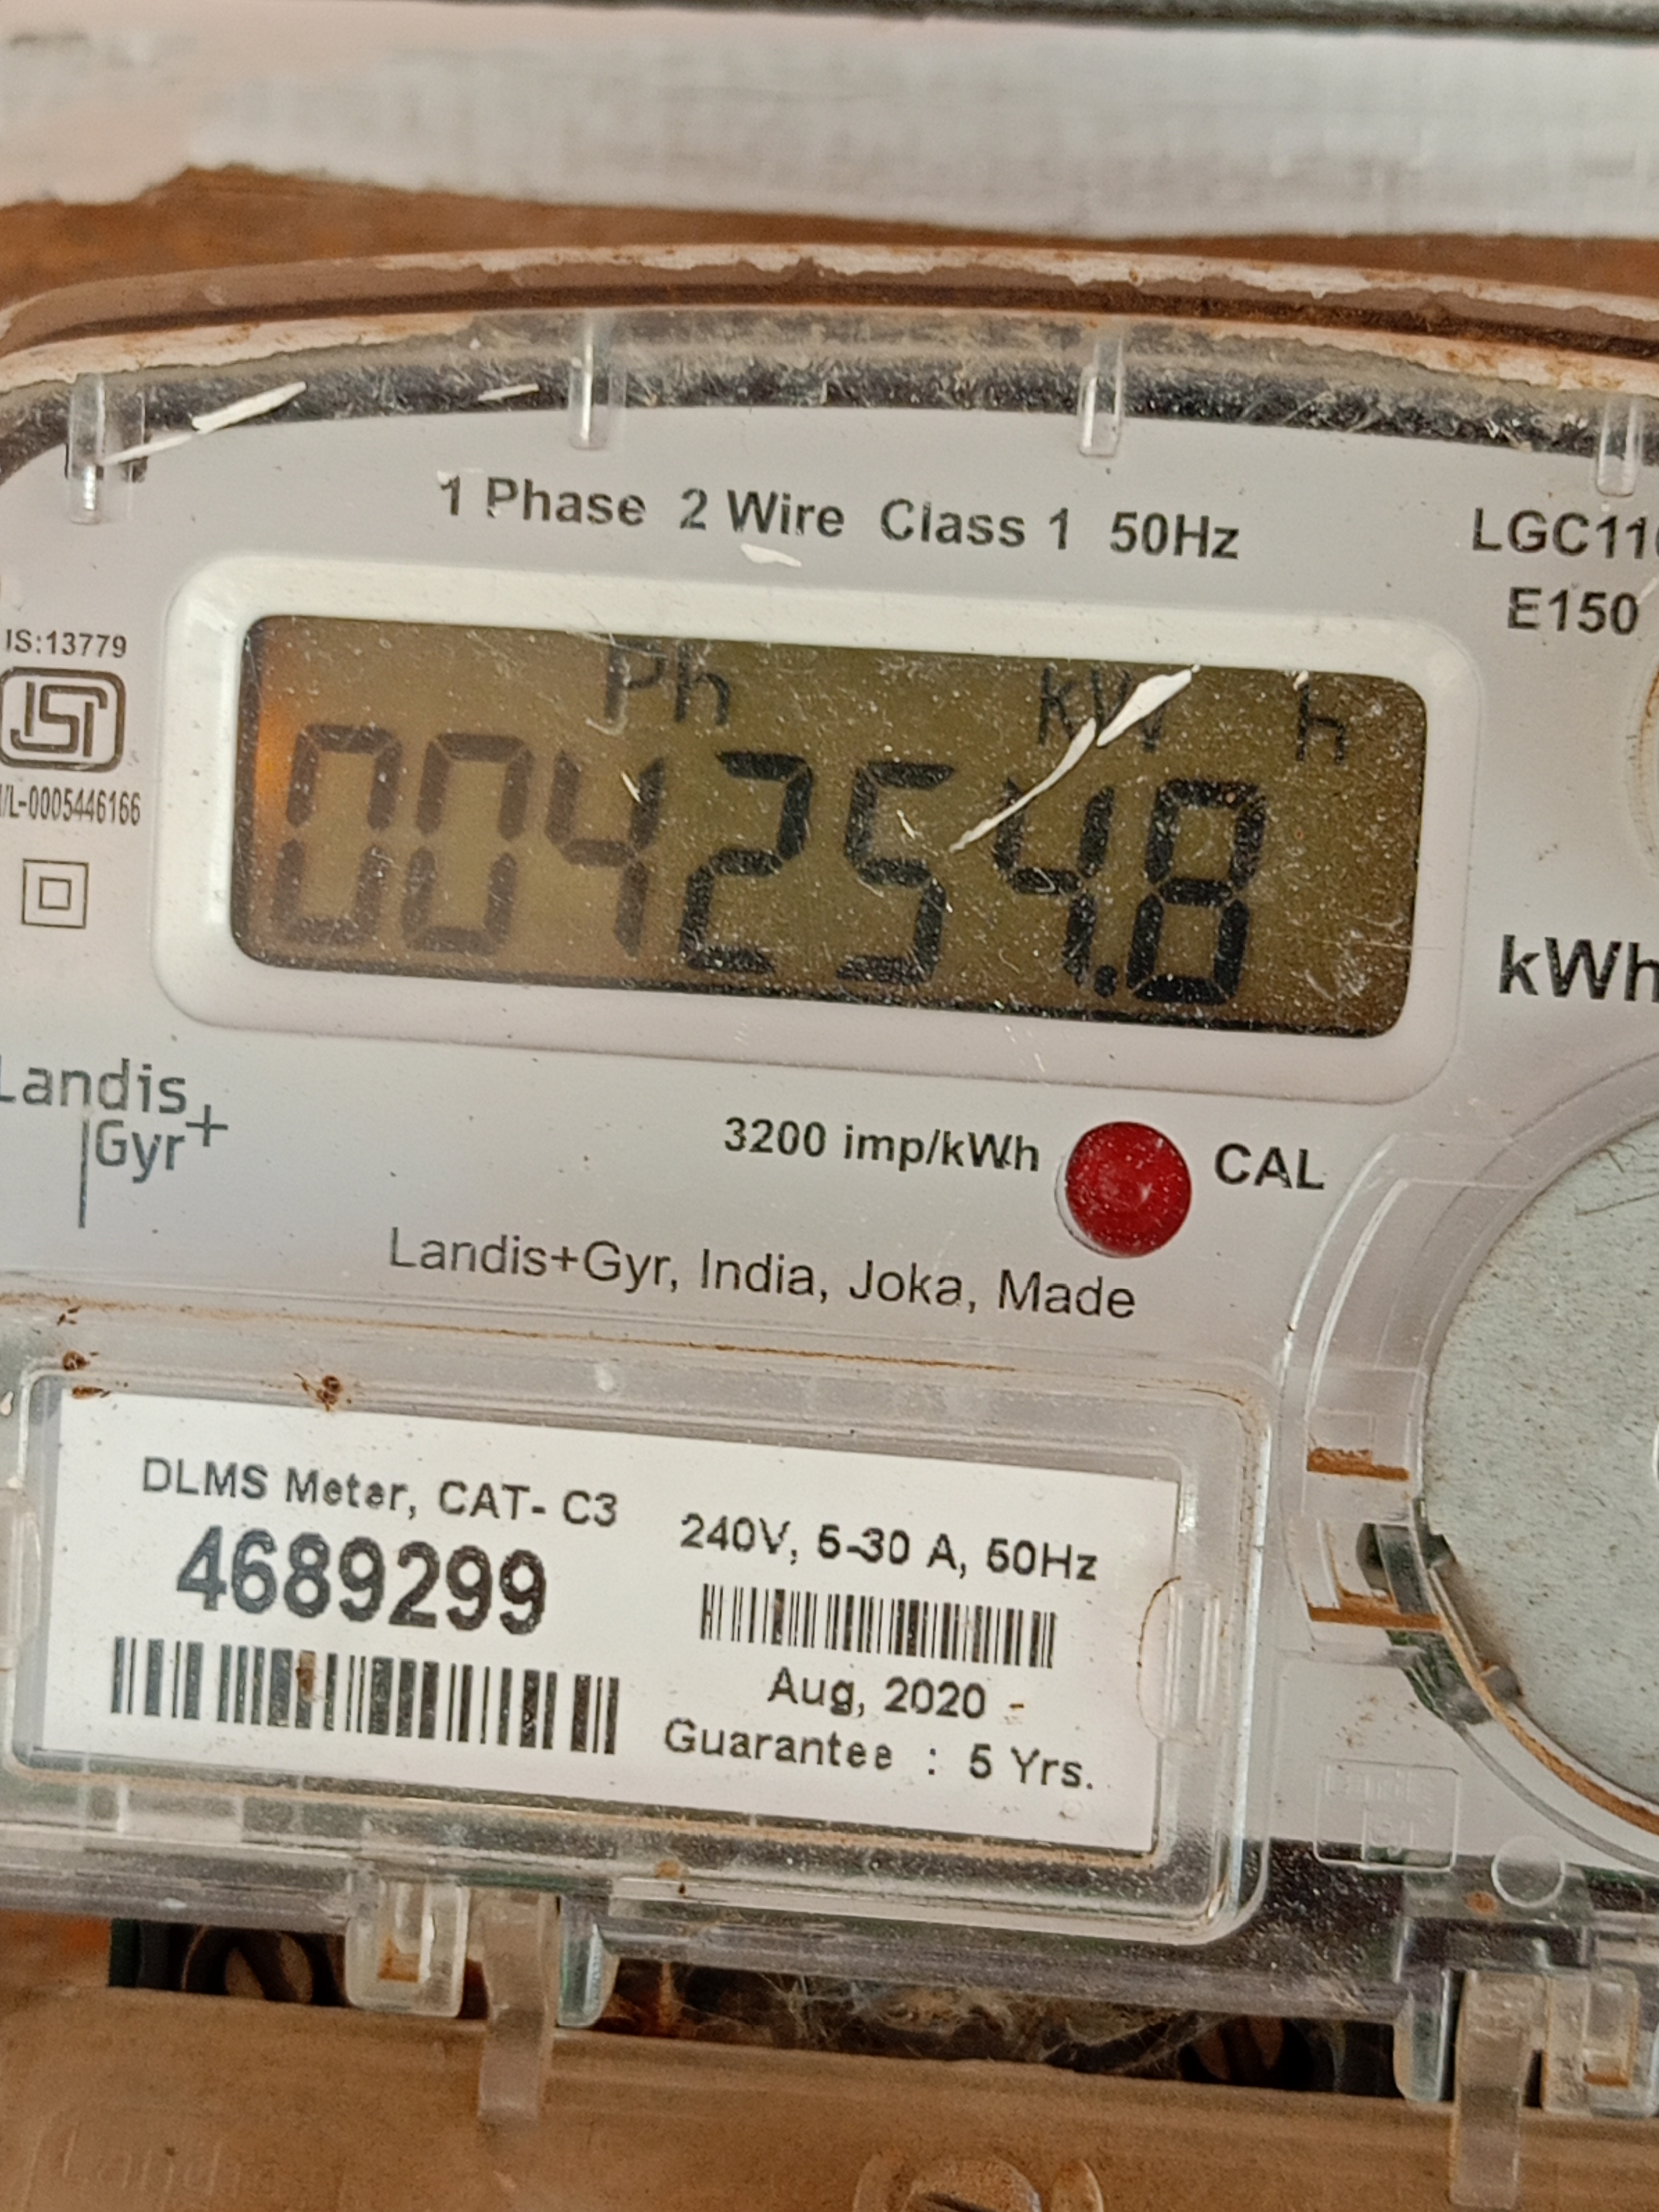 1 Phase 2 Wire Class 1 50Hz
E150
IS:13779
ISI
/L-0005446166
Ph kW h
004254.8
kWh
Landis
Gyr+
3200 imp/kWh
CAL
Landis+Gyr, India, Joka, Made
DLMS Meter, CAT- C3
4689299
240V, 5-30 A, 50Hz
Aug, 2020 -
Guarantee : 5 Yrs.